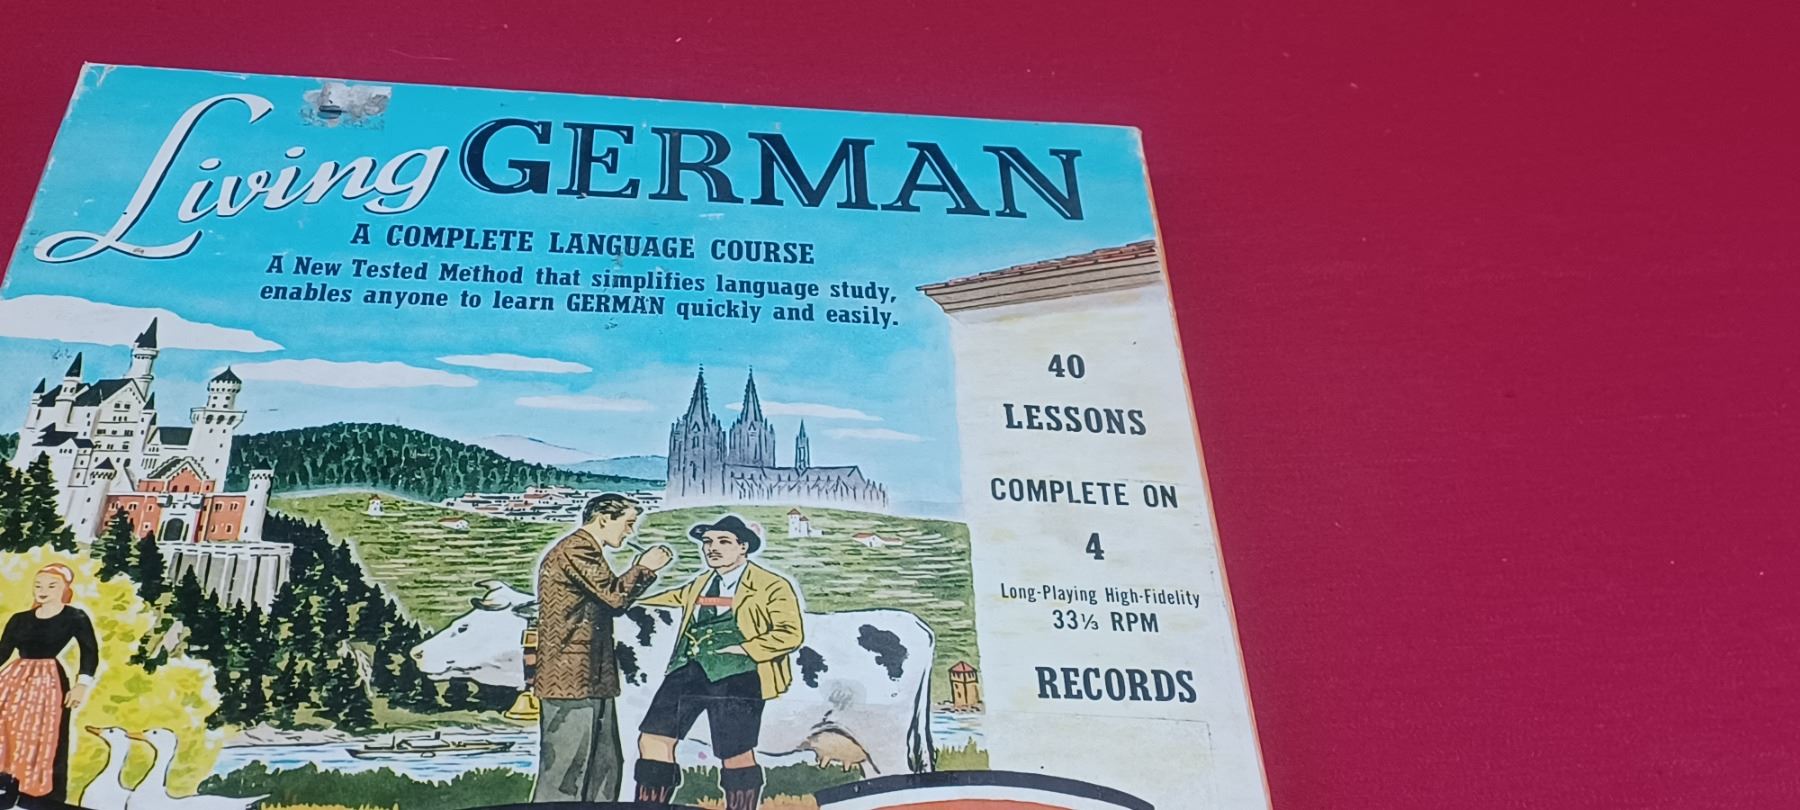 Living GERMAN
A COMPLETE LANGUAGE COURSE
A New Tested Method that simplifies language study,
enables anyone to learn GERMAN quickly and easily.
40
LESSONS
COMPLETE ON
4
Long-Playing High-Fidelity
33⅓ RPM
RECORDS